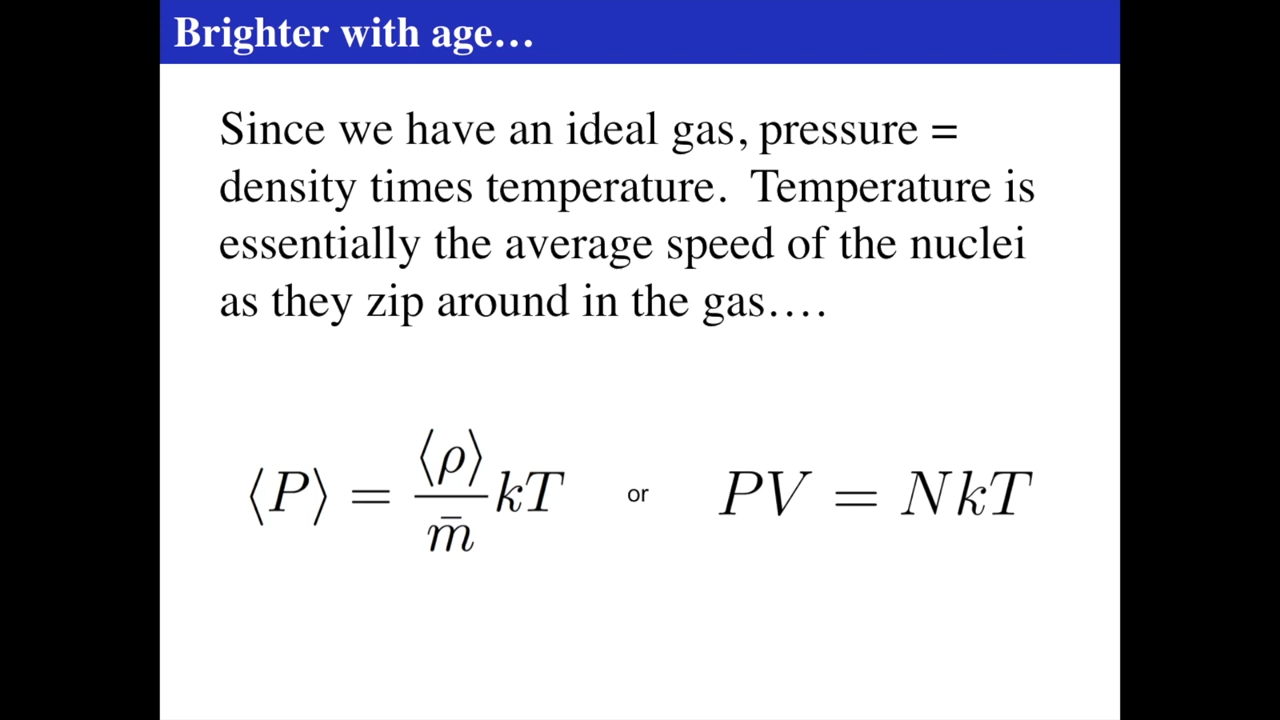 Brighter with age…
Since we have an ideal gas, pressure =
density times temperature.  Temperature is
essentially the average speed of the nuclei
as they zip around in the gas….
⟨P⟩ = ⟨ρ⟩/m̄ kT or PV = NkT